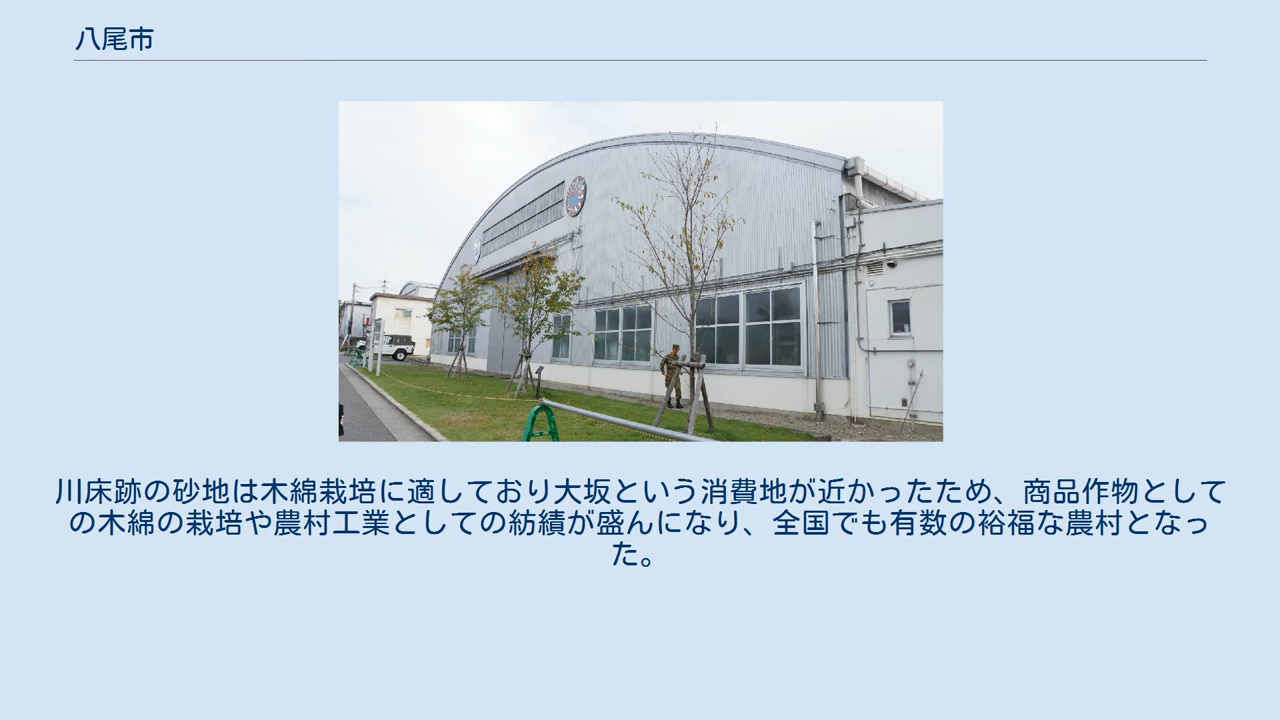 八尾市
川床跡の砂地は木綿栽培に適しており大坂という消費地が近かったため、商品作物として
の木綿の栽培や農村工業としての紡績が盛んになり、全国でも有数の裕福な農村となっ
た。